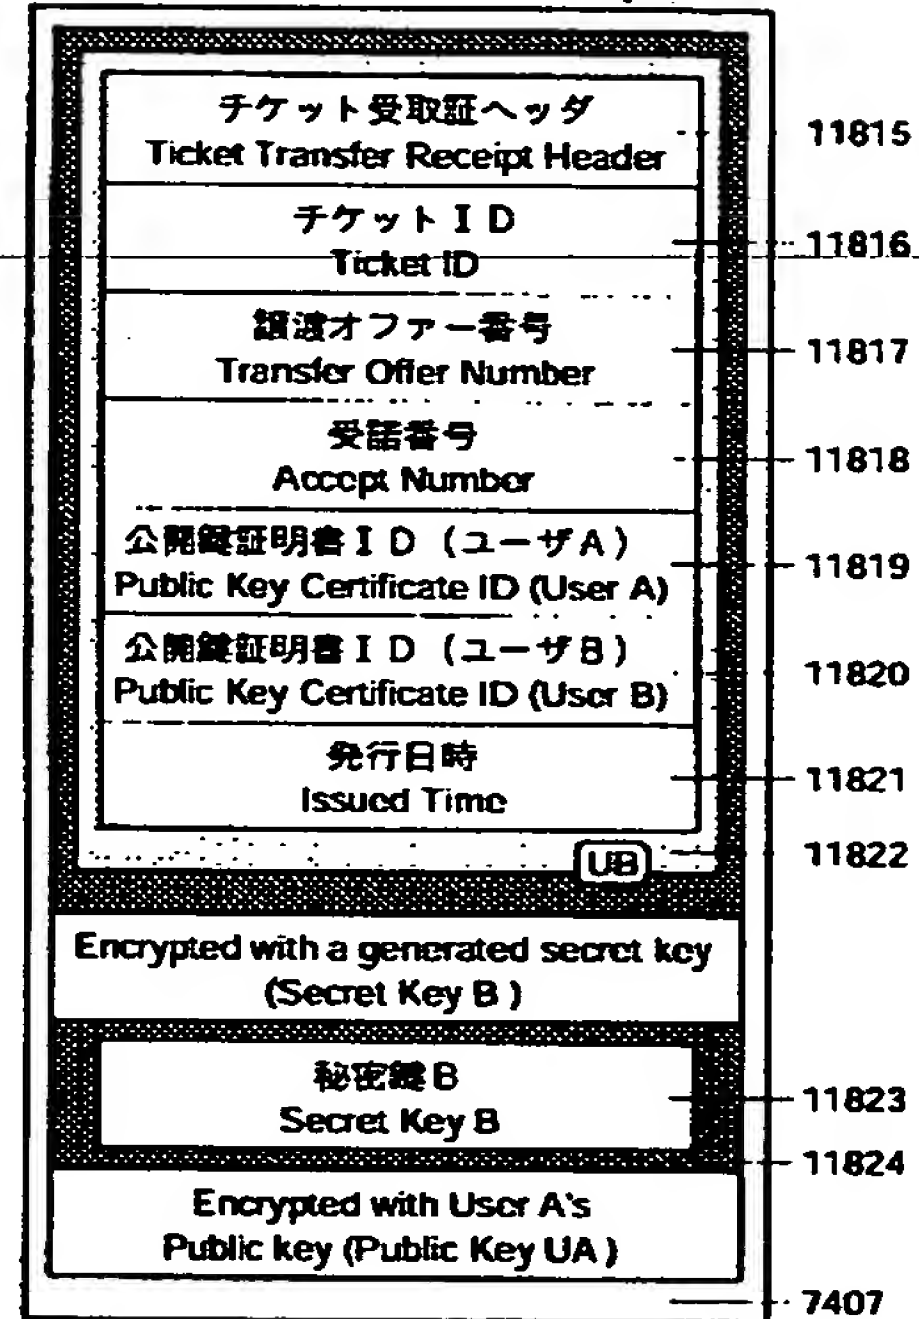 チケット受取証ヘッダ
Ticket Transfer Receipt Header
11815
チケットID
Ticket ID
11816
譲渡オファー番号
Transfer Offer Number
11817
受諾番号
Accept Number
11818
公開鍵証明書ID (ユーザA)
Public Key Certificate ID (User A)
11819
公開鍵証明書ID (ユーザB)
Public Key Certificate ID (User B)
11820
発行日時
Issued Time
11821
UB
11822
Encrypted with a generated secret key
(Secret Key B )
秘密鍵B
Secret Key B
11823
11824
Encrypted with User A's
Public key (Public Key UA )
7407